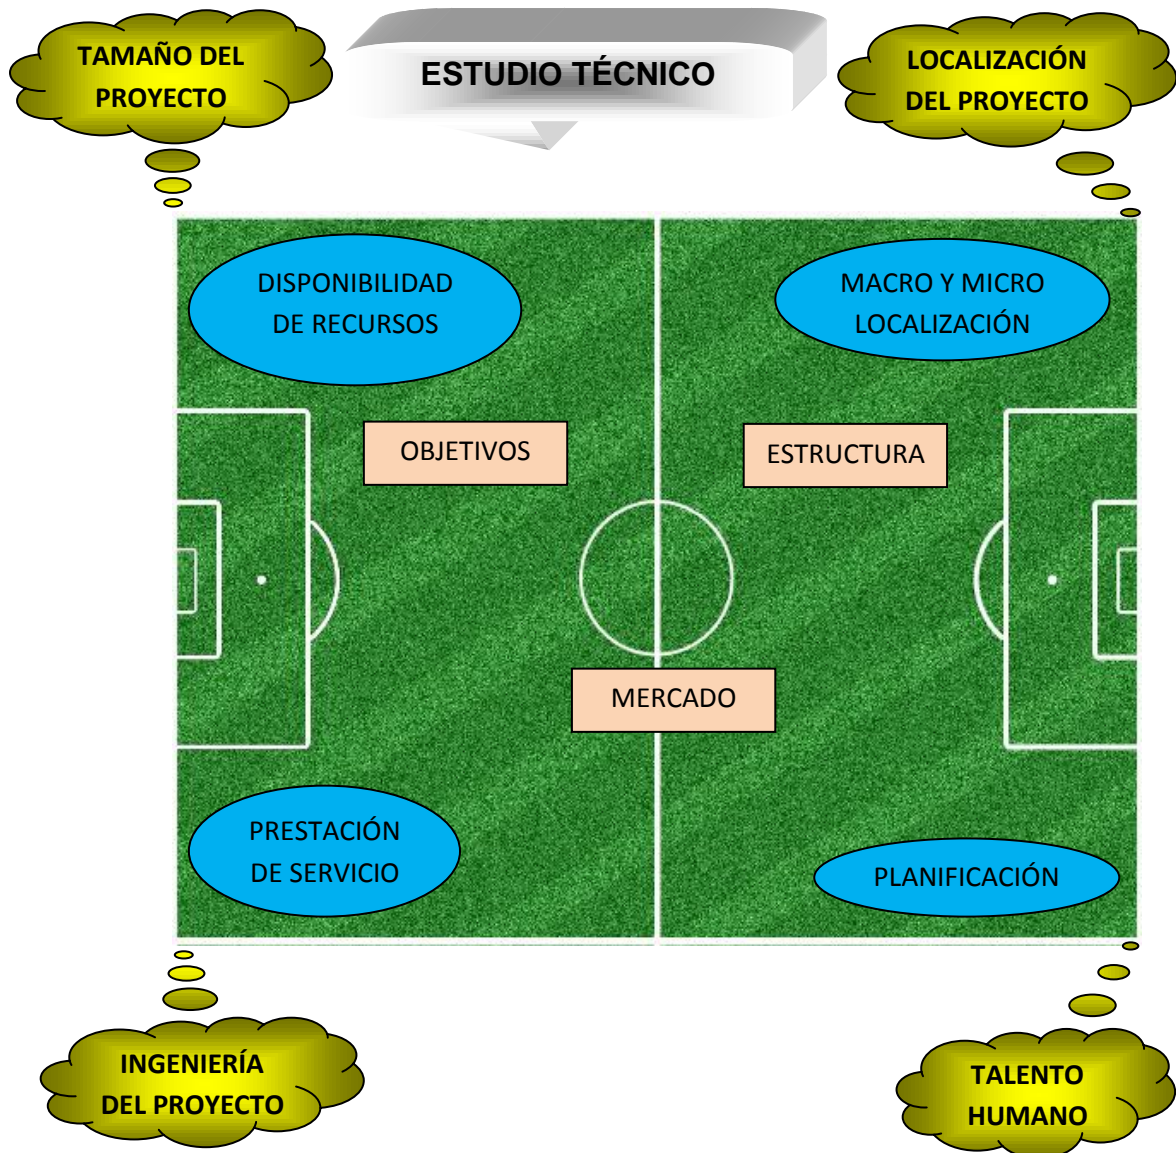 TAMAÑO DEL
PROYECTO
ESTUDIO TÉCNICO
LOCALIZACIÓN
DEL PROYECTO
DISPONIBILIDAD
DE RECURSOS
MACRO Y MICRO
LOCALIZACIÓN
OBJETIVOS
ESTRUCTURA
MERCADO
PRESTACIÓN
DE SERVICIO
PLANIFICACIÓN
INGENIERÍA
DEL PROYECTO
TALENTO
HUMANO